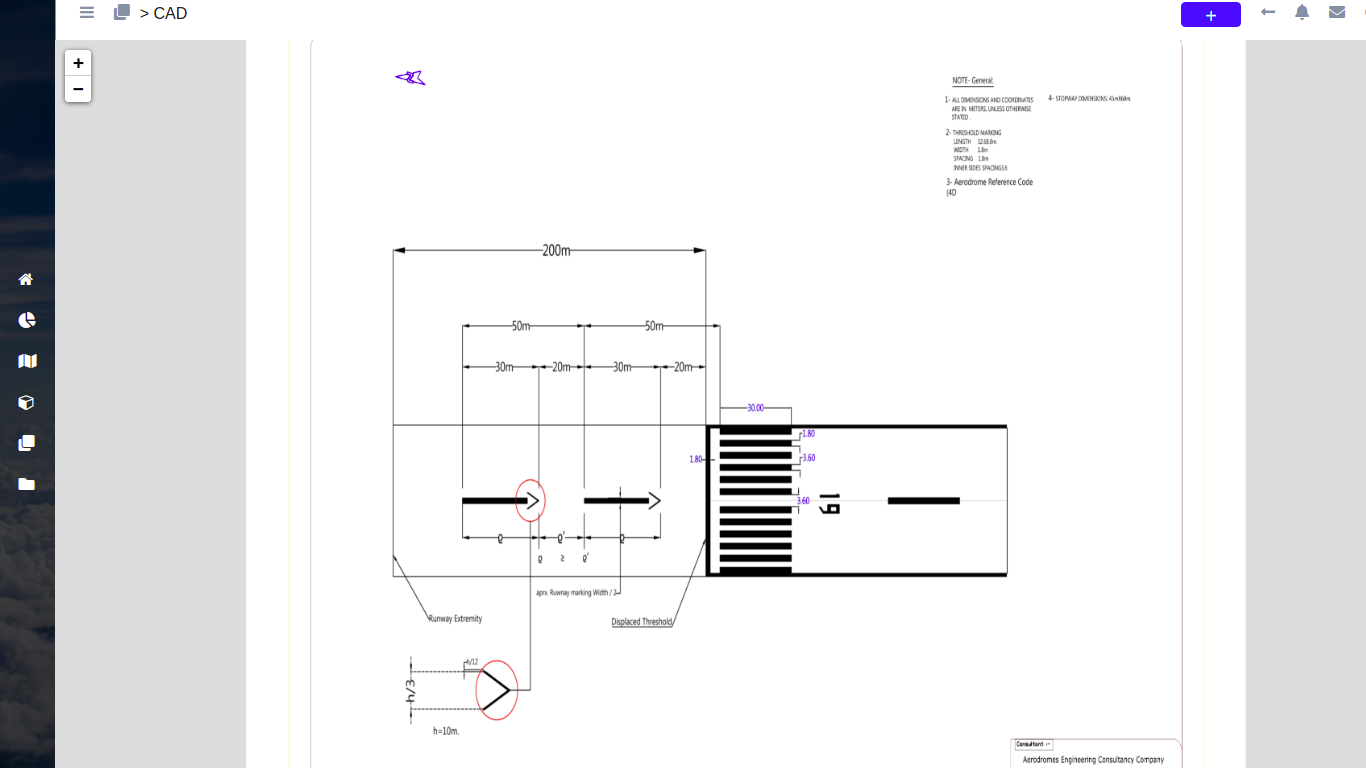 > CAD
+
+
−
NOTE- General:
1- ALL DIMENSIONS AND COORDINATES
ARE IN METERS, UNLESS OTHERWISE
STATED .
4- STOPWAY DIMENSIONS: 45mX60m.
2- THRESHOLD MARKING
LENGTH 32.68.0m
WIDTH 1.8m
SPACING 1.8m
INNER SIDES SPACING3.6
3- Aerodrome Reference Code
(4D
200m
50m
50m
30m
20m
30m
20m
30.00
1.80
1.80
3.60
3.60
19
ϱ
ϱ'
ϱ
ϱ ≥ ϱ'
aprx. Ruwnay marking Width / 2
Runway Extremity
Displaced Threshold
h/12
h/3
h=10m.
Consultant :-
Aerodromes Engineering Consultancy Company